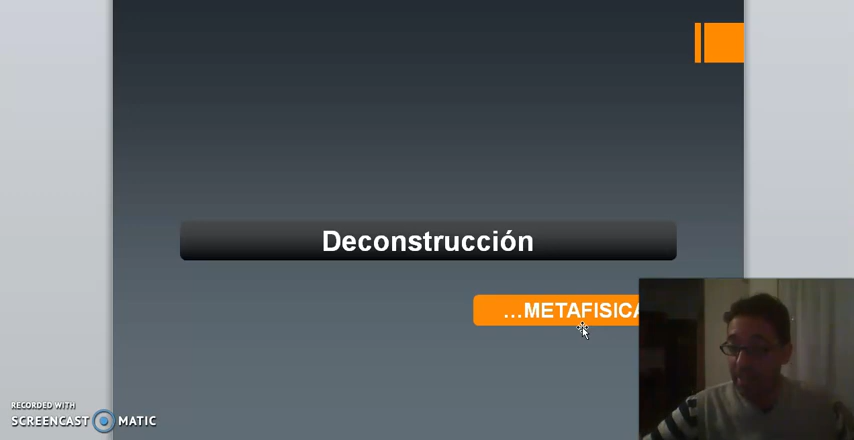 Deconstrucción
...METAFISICA
RECORDED WITH
SCREENCAST MATIC